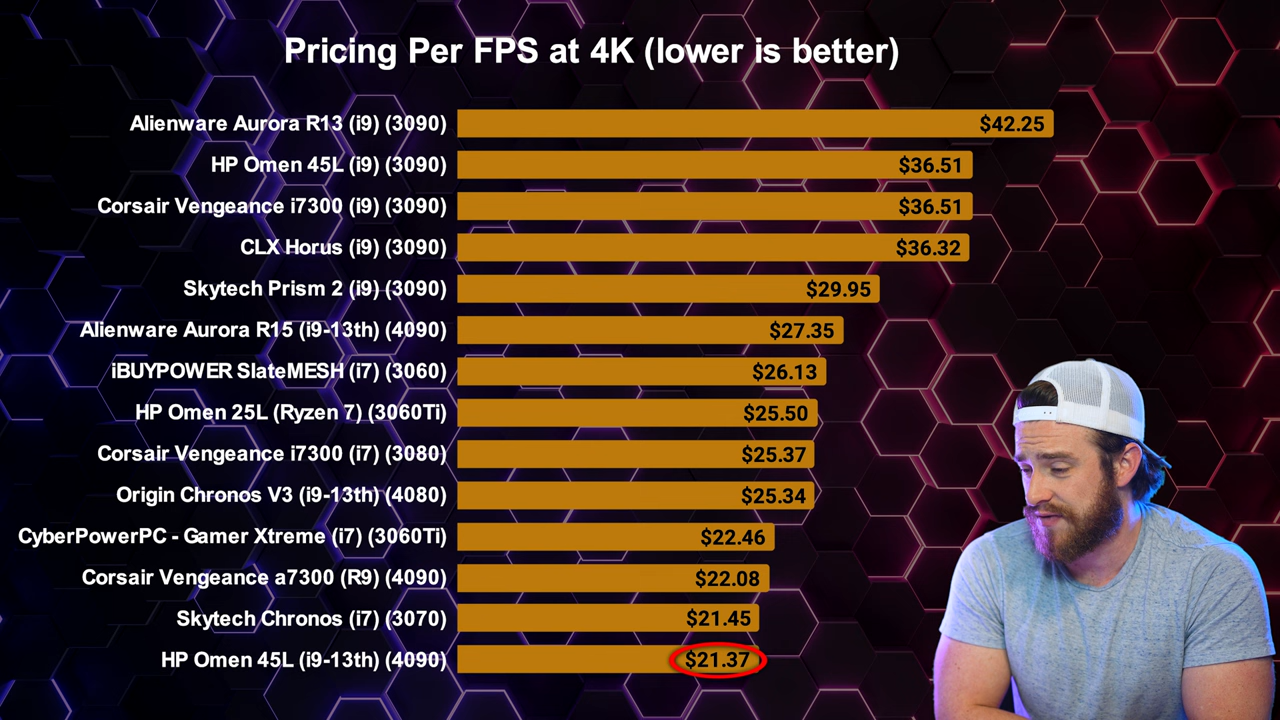 Pricing Per FPS at 4K (lower is better)
Alienware Aurora R13 (i9) (3090) $42.25
HP Omen 45L (i9) (3090) $36.51
Corsair Vengeance i7300 (i9) (3090) $36.51
CLX Horus (i9) (3090) $36.32
Skytech Prism 2 (i9) (3090) $29.95
Alienware Aurora R15 (i9-13th) (4090) $27.35
iBUYPOWER SlateMESH (i7) (3060) $26.13
HP Omen 25L (Ryzen 7) (3060Ti) $25.50
Corsair Vengeance i7300 (i7) (3080) $25.37
Origin Chronos V3 (i9-13th) (4080) $25.34
CyberPowerPC - Gamer Xtreme (i7) (3060Ti) $22.46
Corsair Vengeance a7300 (R9) (4090) $22.08
Skytech Chronos (i7) (3070) $21.45
HP Omen 45L (i9-13th) (4090) $21.37